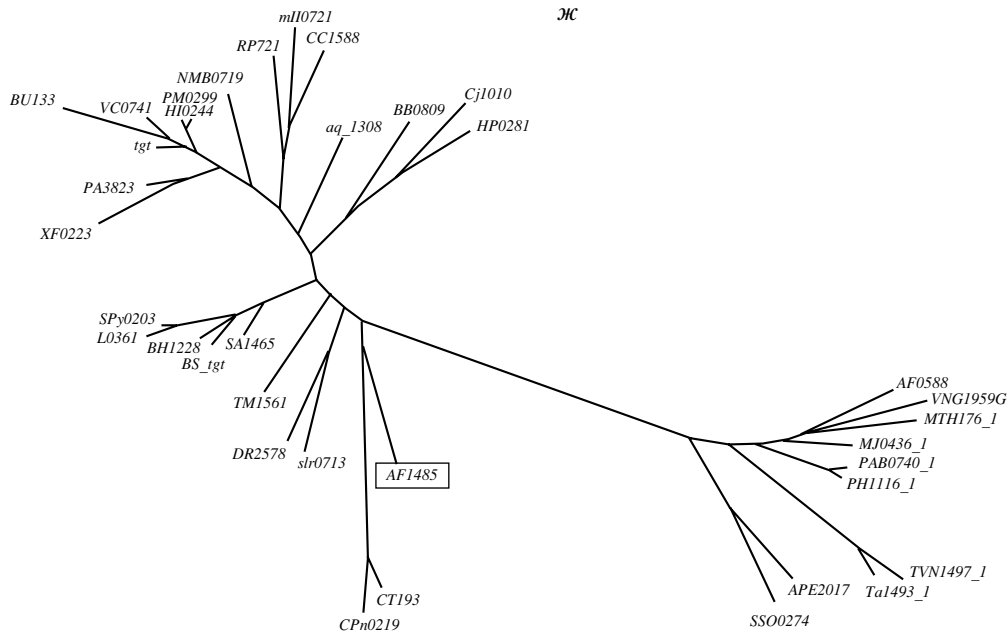 Ж
mll0721
CC1588
RP721
NMB0719
PM0299
HI0244
VC0741
BU133
tgt
PA3823
XF0223
aq_1308
BB0809
Cj1010
HP0281
SPy0203
L0361
BH1228
BS_tgt
SA1465
TM1561
DR2578
slr0713
AF1485
CT193
CPn0219
AF0588
VNG1959G
MTH176_1
MJ0436_1
PAB0740_1
PH1116_1
TVN1497_1
Ta1493_1
APE2017
SSO0274